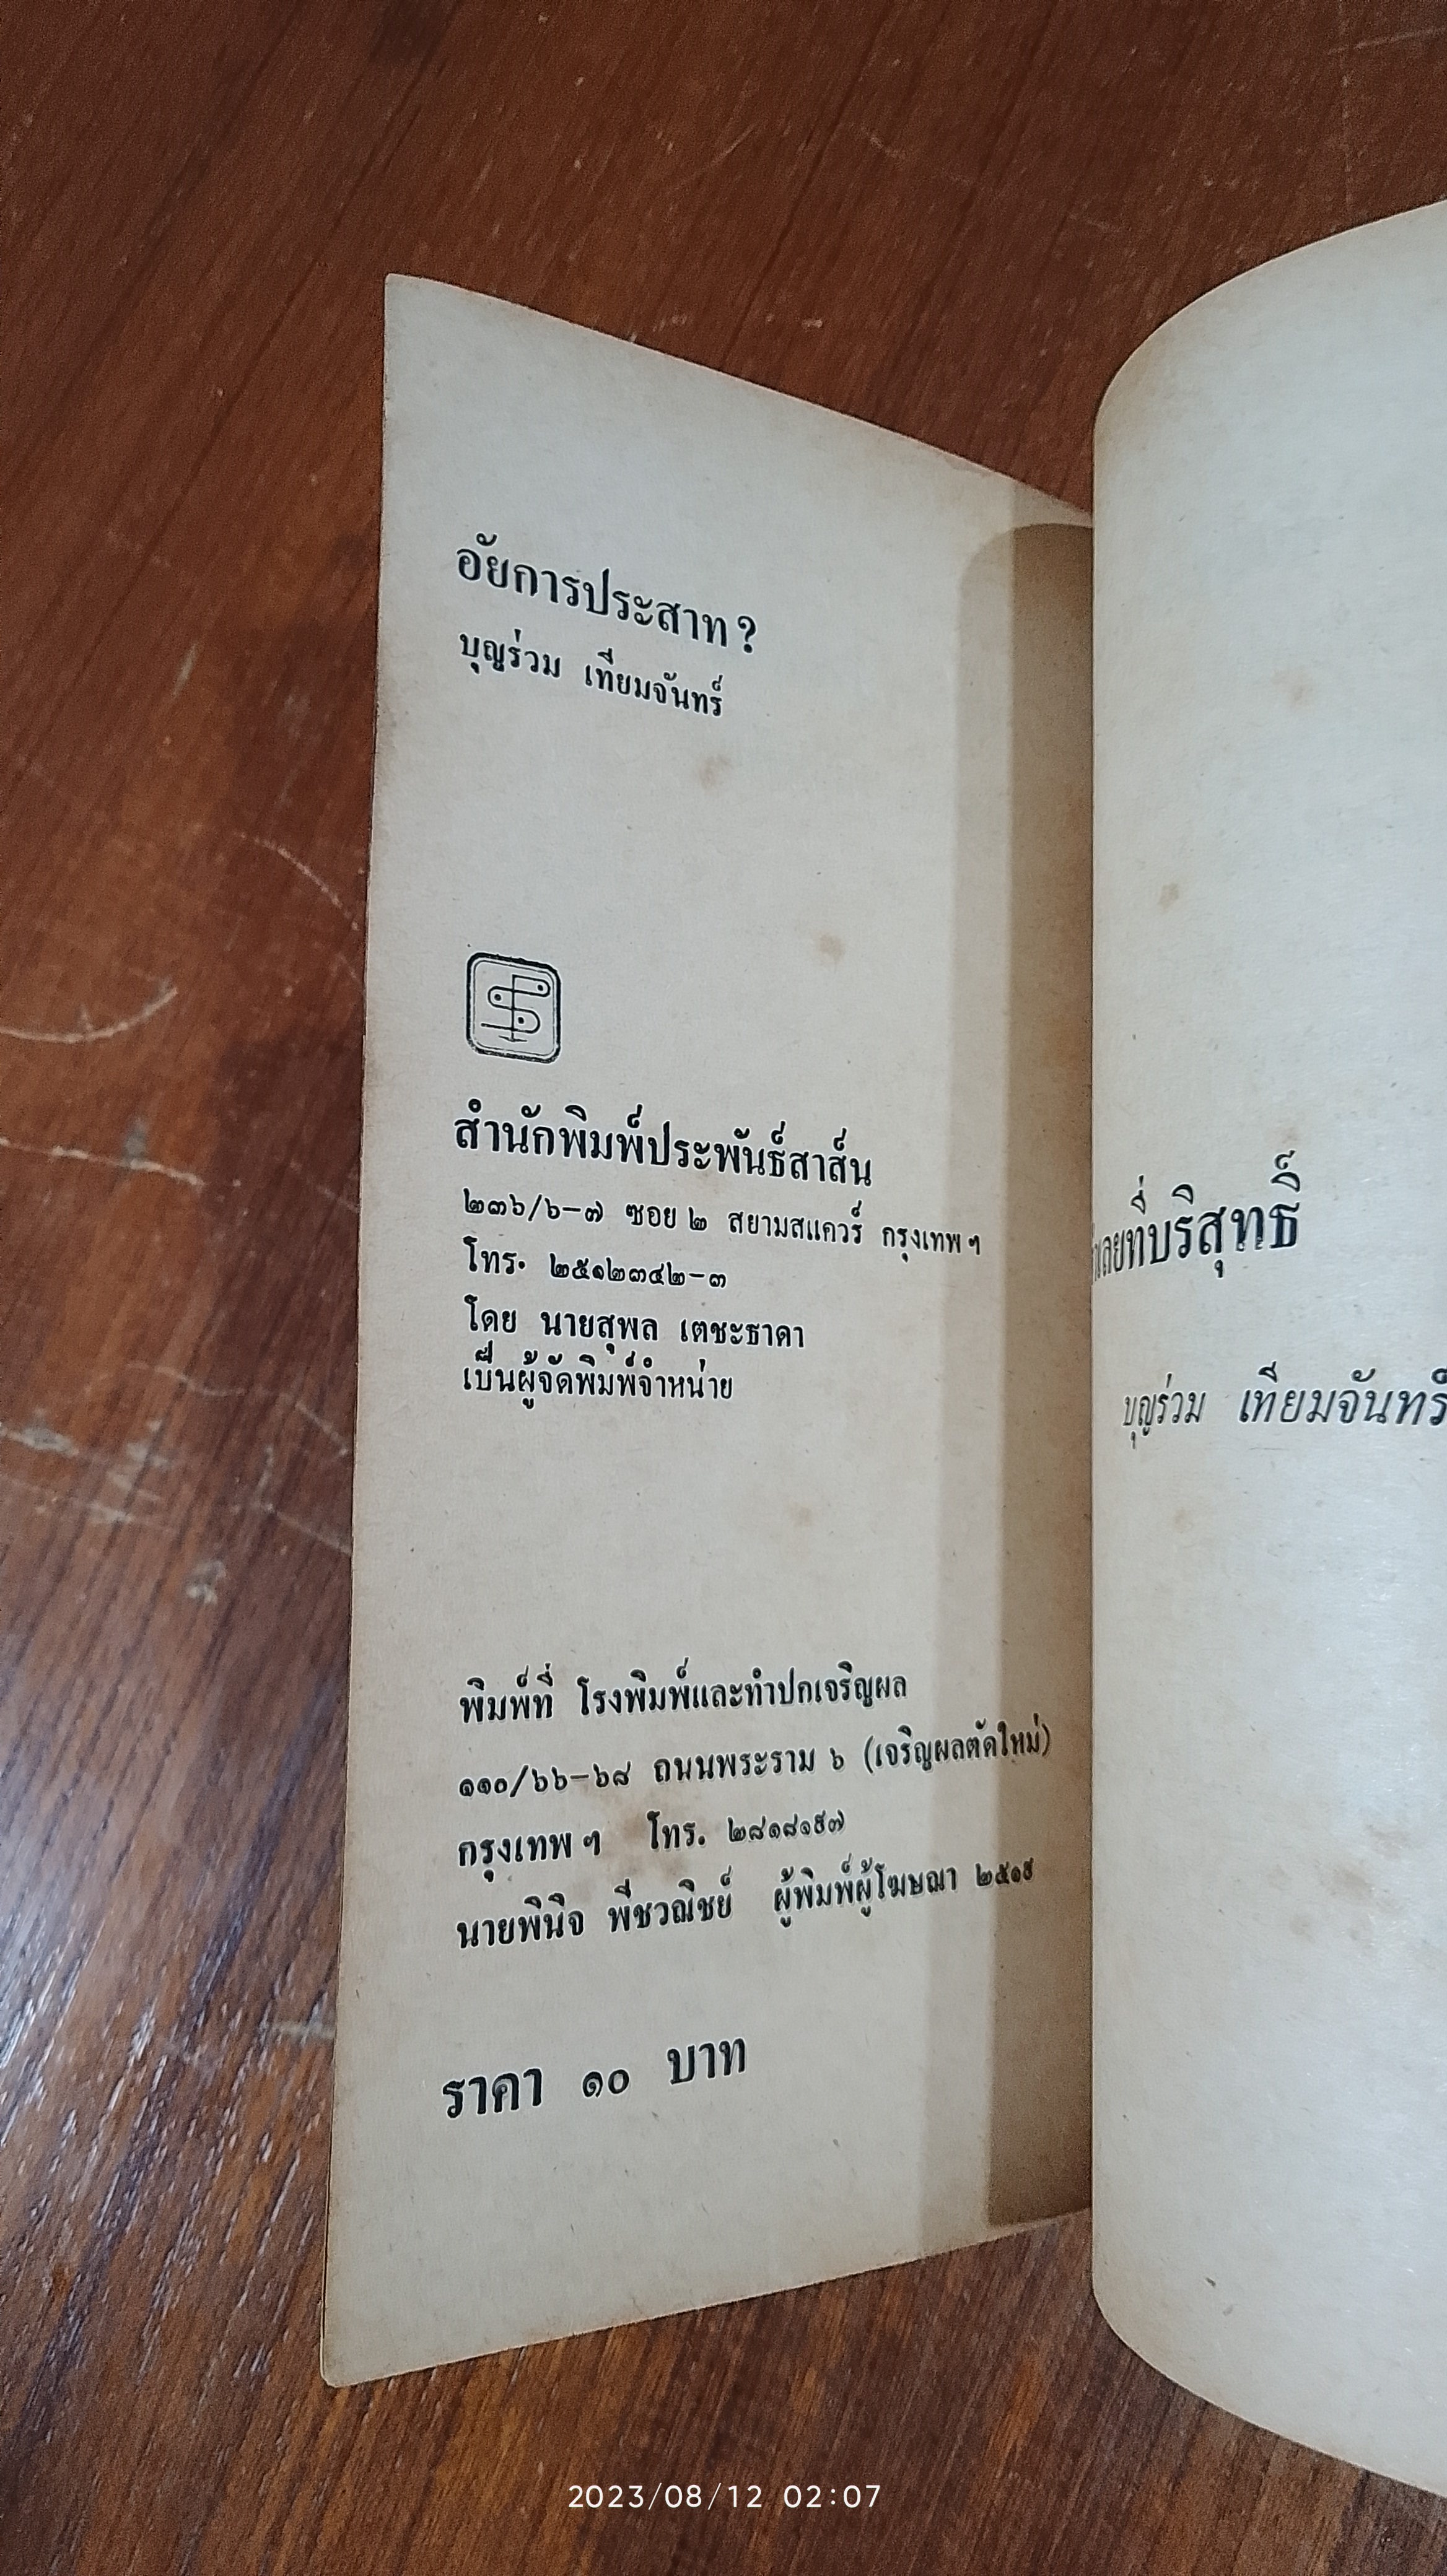 อัยการประสาท?
บุญร่วม เทียมจันทร์
สำนักพิมพ์ประพันธ์สาส์น
๒๓๖/๖-๗ ซอย ๒ สยามสแควร์ กรุงเทพฯ
โทร. ๒๕๑๒๓๔๒-๓
โดย นายสุพล เตชะธาดา
เป็นผู้จัดพิมพ์จำหน่าย
พิมพ์ที่ โรงพิมพ์และทำปกเจริญผล
๑๑๐/๖๖-๖๘ ถนนพระราม ๖ (เจริญผลตัดใหม่)
กรุงเทพฯ โทร. ๒๘๑๘๑๙๗
นายพินิจ พีชวณิชย์ ผู้พิมพ์ผู้โฆษณา ๒๕๑๙
ราคา ๑๐ บาท
ที่บริสุทธิ์
บุญร่วม เทียมจันทร์
2023/08/12 02:07